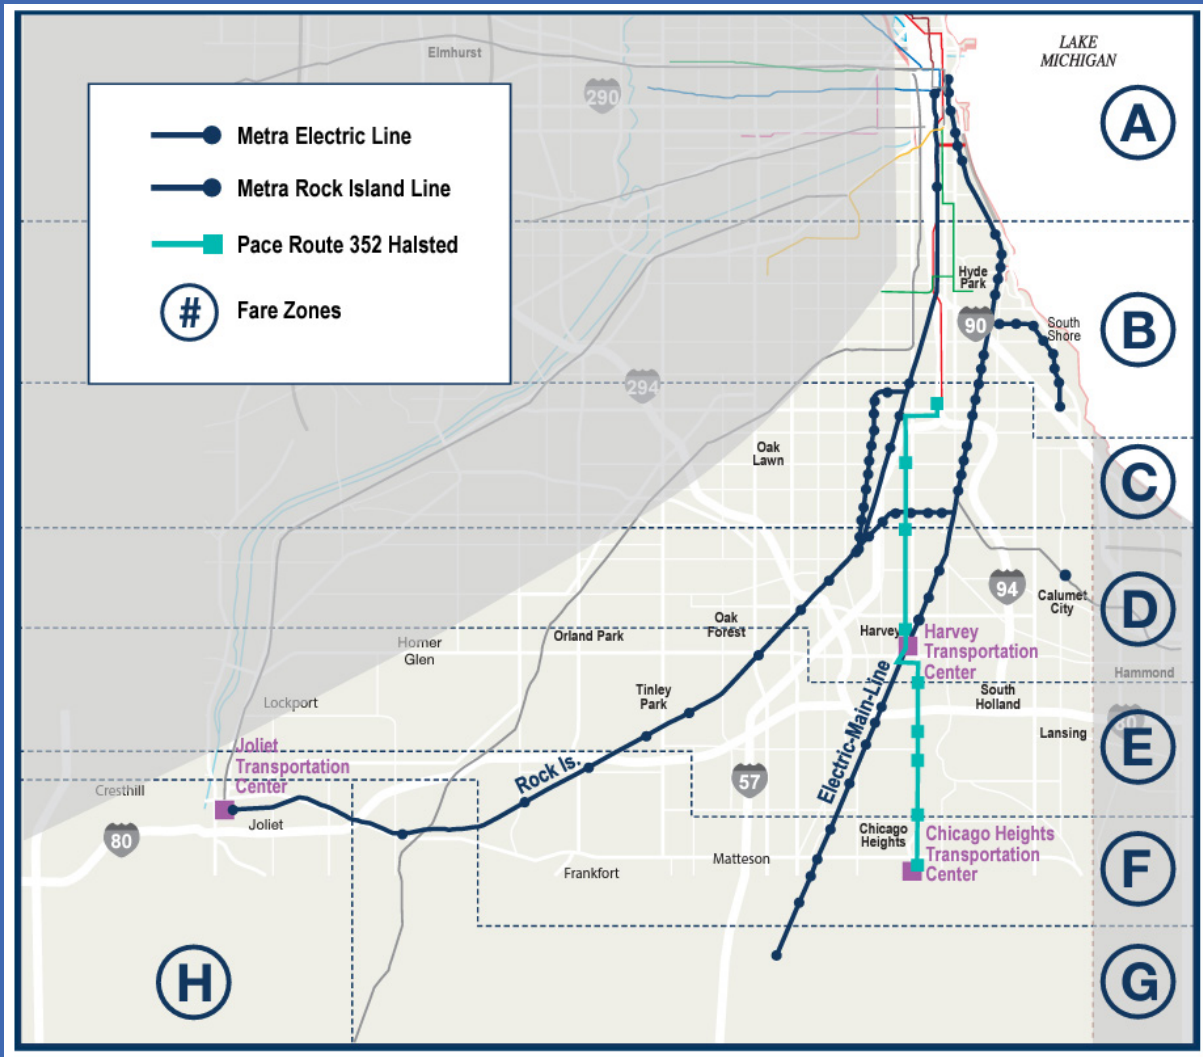 LAKE
MICHIGAN
Elmhurst
290
A
Metra Electric Line
Metra Rock Island Line
Pace Route 352 Halsted
#
Fare Zones
Hyde
Park
90
South
Shore
B
294
Oak
Lawn
C
94
Calumet
City
D
Oak
Forest
Orland Park
Harvey
Harvey
Transportation
Center
Homer
Glen
Hammond
Tinley
Park
South
Holland
Lockport
Lansing
80
E
Electric-Main-Line
Joliet
Transportation
Center
Rock Is.
57
Cresthill
Joliet
80
Chicago
Heights
Chicago Heights
Transportation
Center
Matteson
Frankfort
F
H
G